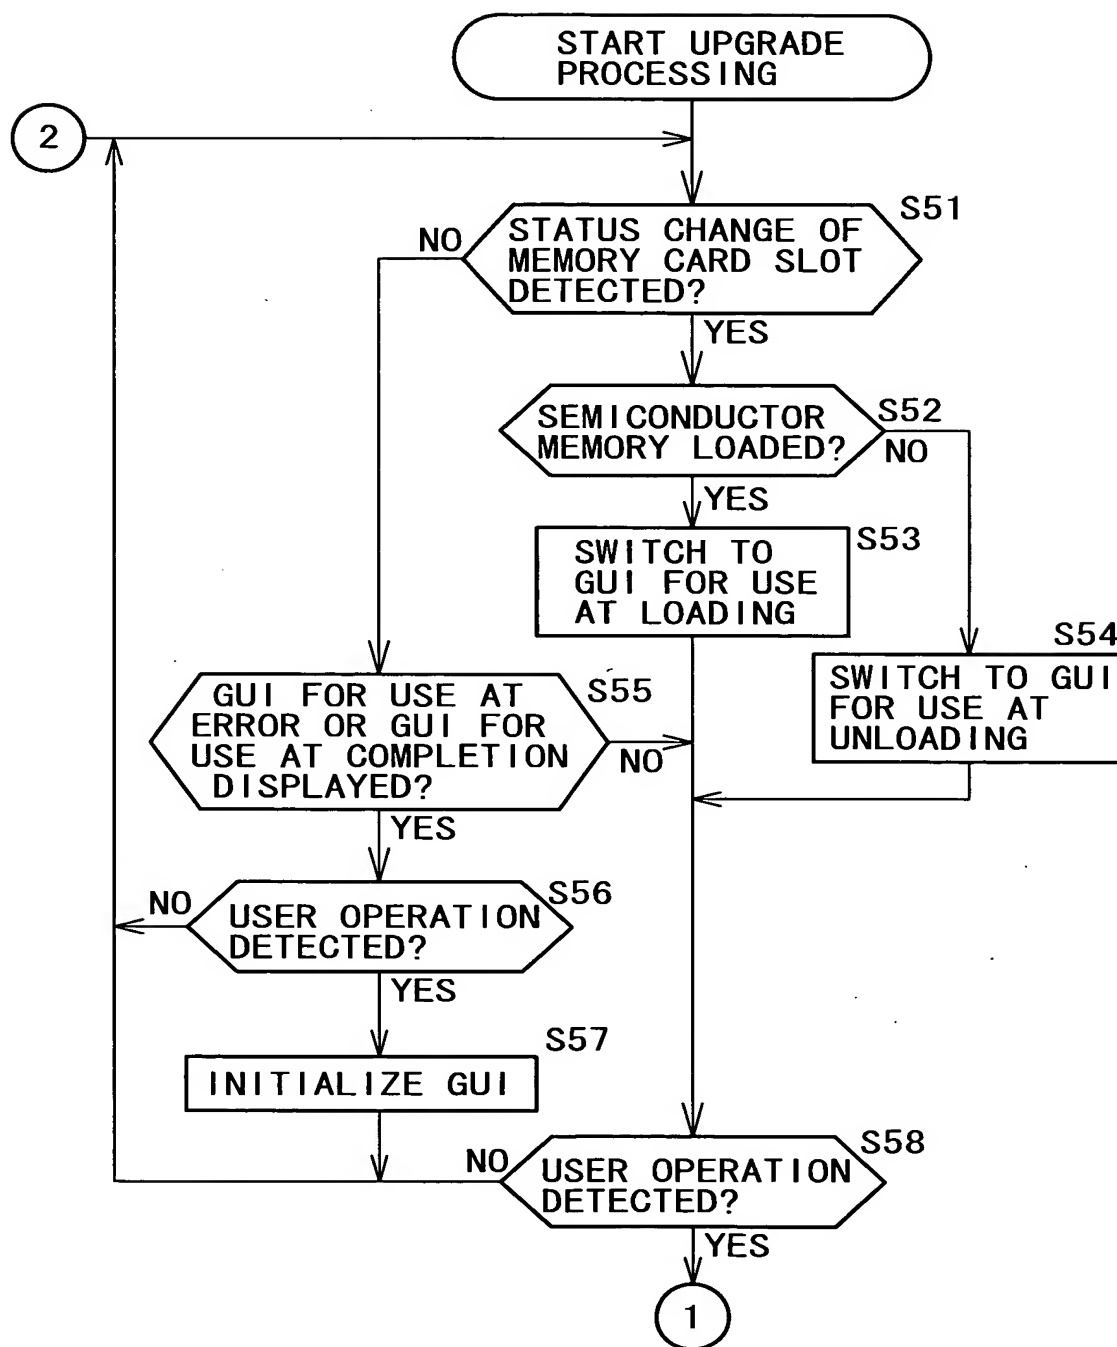 START UPGRADE
PROCESSING
2
S51
NO
STATUS CHANGE OF
MEMORY CARD SLOT
DETECTED?
YES
S52
SEMICONDUCTOR
MEMORY LOADED?
NO
YES
S53
SWITCH TO
GUI FOR USE
AT LOADING
S54
SWITCH TO GUI
FOR USE AT
UNLOADING
S55
GUI FOR USE AT
ERROR OR GUI FOR
USE AT COMPLETION
DISPLAYED?
NO
YES
S56
NO
USER OPERATION
DETECTED?
YES
S57
INITIALIZE GUI
S58
NO
USER OPERATION
DETECTED?
YES
1